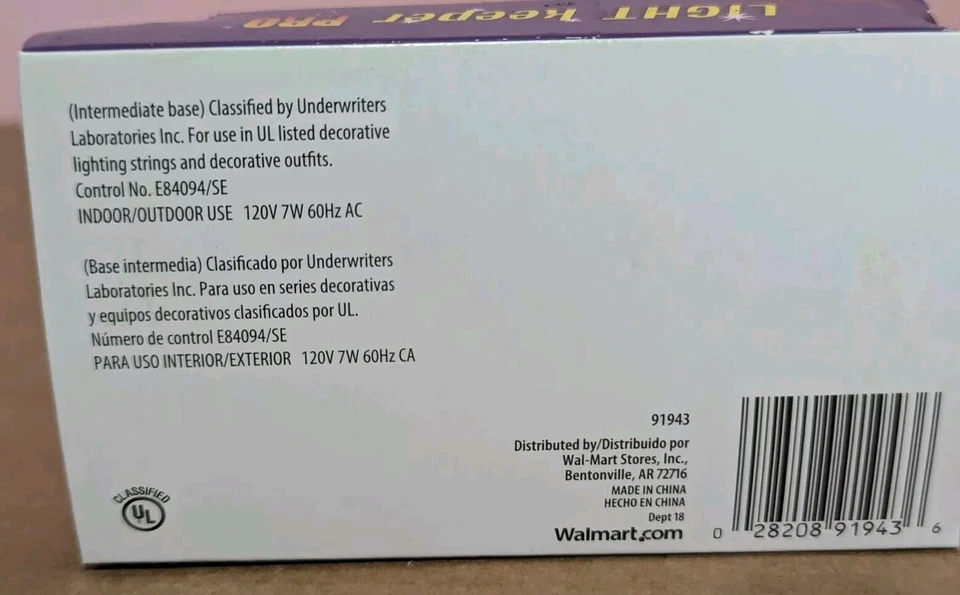 LIGHT keeper PRO
(Intermediate base) Classified by Underwriters
Laboratories Inc. For use in UL listed decorative
lighting strings and decorative outfits.
Control No. E84094/SE
INDOOR/OUTDOOR USE 120V 7W 60Hz AC
(Base intermedia) Clasificado por Underwriters
Laboratories Inc. Para uso en series decorativas
y equipos decorativos clasificados por UL.
Número de control E84094/SE
PARA USO INTERIOR/EXTERIOR 120V 7W 60Hz CA
91943
Distributed by/Distribuido por
Wal-Mart Stores, Inc.,
Bentonville, AR 72716
MADE IN CHINA
HECHO EN CHINA
Dept 18
Walmart.com
CLASSIFIED
UL
0 28208 91943 6